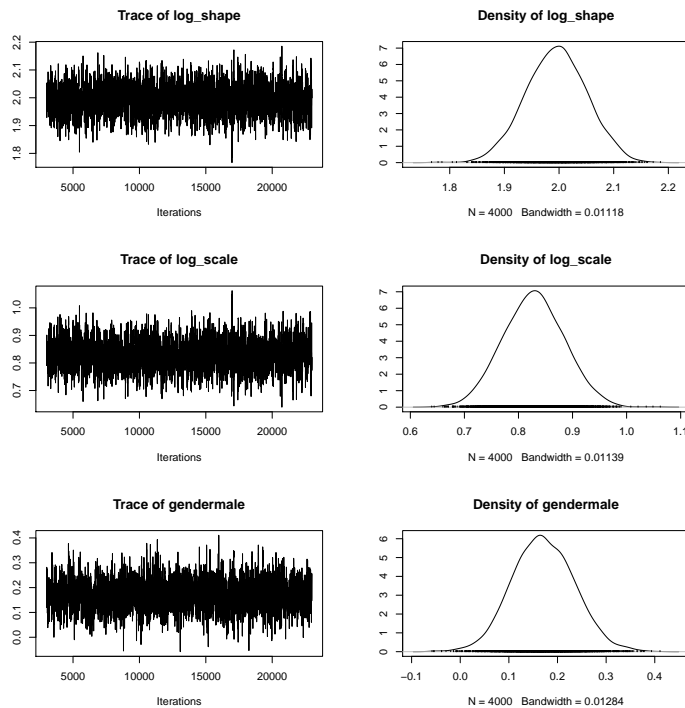 Trace of log_shape
1.8 1.9 2.0 2.1 2.2
5000 10000 15000 20000
Iterations
Density of log_shape
0 1 2 3 4 5 6 7
1.8 1.9 2.0 2.1 2.2
N = 4000 Bandwidth = 0.01118
Trace of log_scale
0.7 0.8 0.9 1.0
5000 10000 15000 20000
Iterations
Density of log_scale
0 1 2 3 4 5 6 7
0.6 0.7 0.8 0.9 1.0 1.1
N = 4000 Bandwidth = 0.01139
Trace of gendermale
0.0 0.1 0.2 0.3 0.4
5000 10000 15000 20000
Iterations
Density of gendermale
0 1 2 3 4 5 6
−0.1 0.0 0.1 0.2 0.3 0.4
N = 4000 Bandwidth = 0.01284